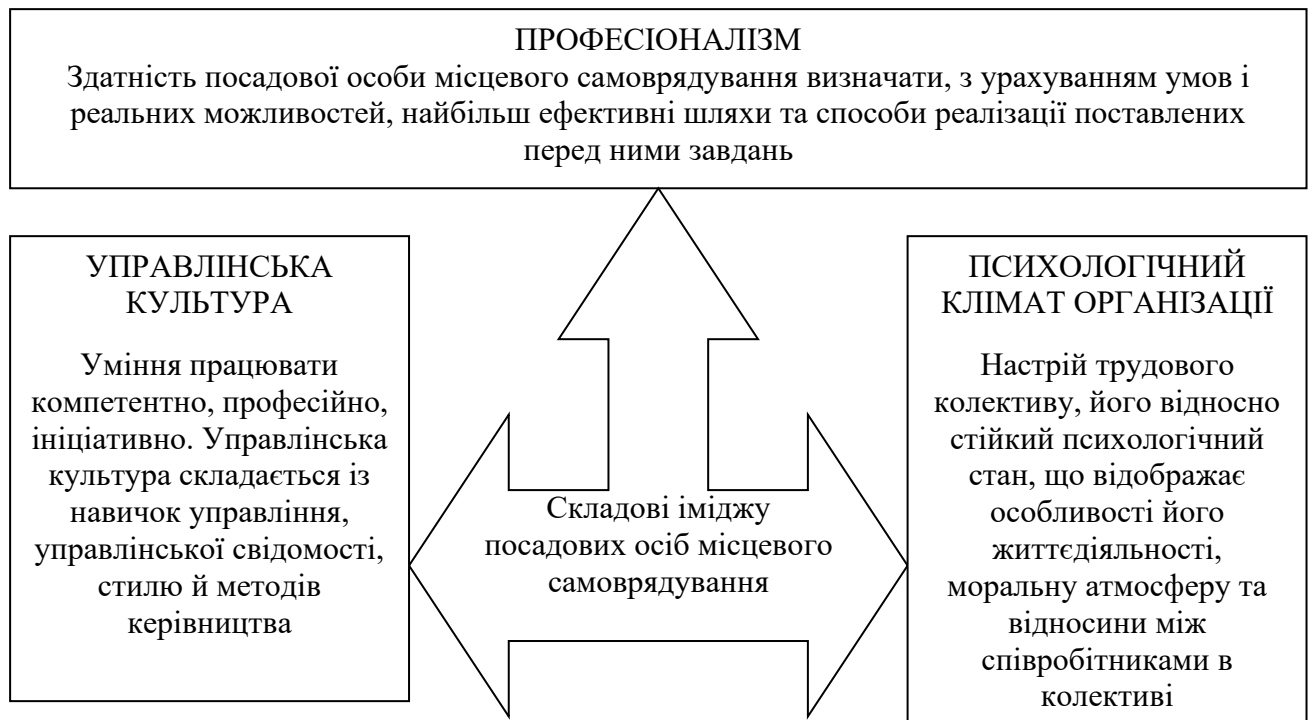 ПРОФЕСІОНАЛІЗМ
Здатність посадової особи місцевого самоврядування визначати, з урахуванням умов і
реальних можливостей, найбільш ефективні шляхи та способи реалізації поставлених
перед ними завдань
УПРАВЛІНСЬКА
КУЛЬТУРА
Уміння працювати
компетентно, професійно,
ініціативно. Управлінська
культура складається із
навичок управління,
управлінської свідомості,
стилю й методів
керівництва
Складові іміджу
посадових осіб місцевого
самоврядування
ПСИХОЛОГІЧНИЙ
КЛІМАТ ОРГАНІЗАЦІЇ
Настрій трудового
колективу, його відносно
стійкий психологічний
стан, що відображає
особливості його
життєдіяльності,
моральну атмосферу та
відносини між
співробітниками в
колективі